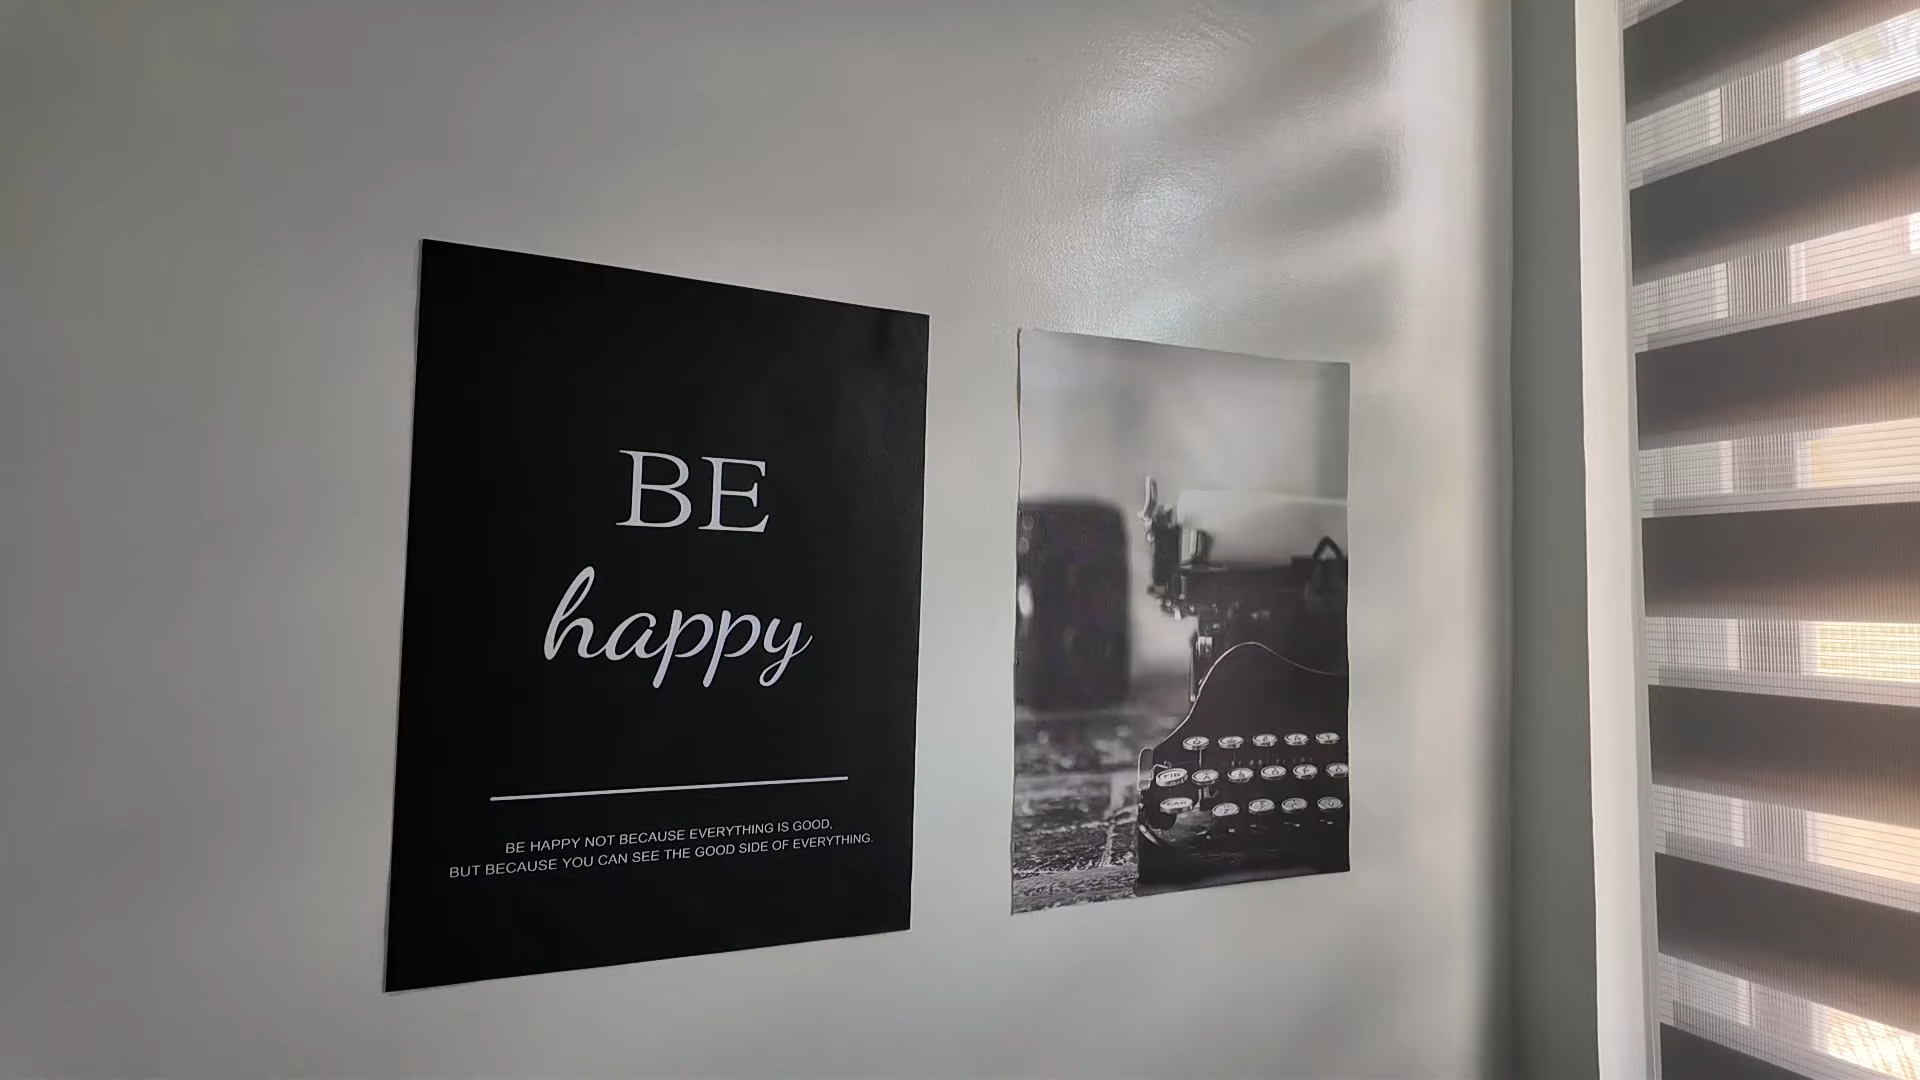 BE
happy
BE HAPPY NOT BECAUSE EVERYTHING IS GOOD,
BUT BECAUSE YOU CAN SEE THE GOOD SIDE OF EVERYTHING.